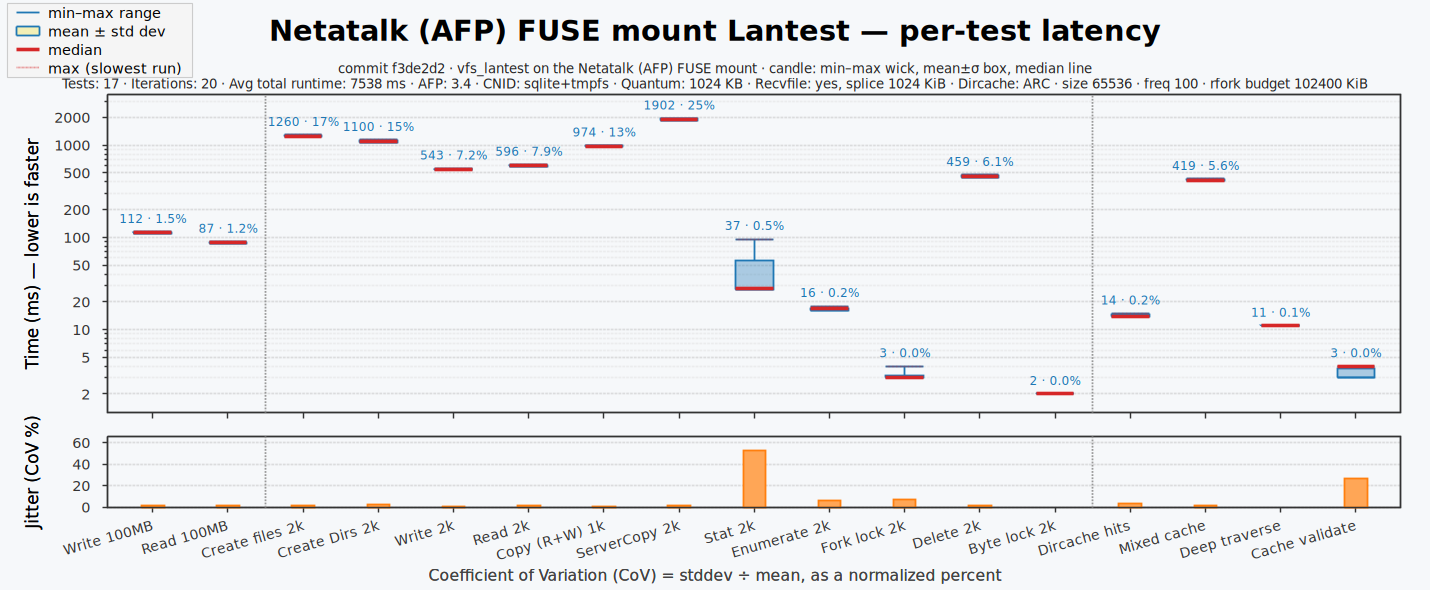 min–max range
mean ± std dev
median
max (slowest run)
Netatalk (AFP) FUSE mount Lantest — per-test latency
commit f3de2d2 · vfs_lantest on the Netatalk (AFP) FUSE mount · candle: min–max wick, mean±σ box, median line
Tests: 17 · Iterations: 20 · Avg total runtime: 7538 ms · AFP: 3.4 · CNID: sqlite+tmpfs · Quantum: 1024 KB · Recvfile: yes, splice 1024 KiB · Dircache: ARC · size 65536 · freq 100 · rfork budget 102400 KiB
Time (ms) — lower is faster
2000
1000
500
200
100
50
20
10
5
2
112 · 1.5%
87 · 1.2%
1260 · 17%
1100 · 15%
543 · 7.2%
596 · 7.9%
974 · 13%
1902 · 25%
37 · 0.5%
16 · 0.2%
3 · 0.0%
459 · 6.1%
2 · 0.0%
14 · 0.2%
419 · 5.6%
11 · 0.1%
3 · 0.0%
Jitter (CoV %)
60
40
20
0
Write 100MB
Read 100MB
Create files 2k
Create Dirs 2k
Write 2k
Read 2k
Copy (R+W) 1k
ServerCopy 2k
Stat 2k
Enumerate 2k
Fork lock 2k
Delete 2k
Byte lock 2k
Dircache hits
Mixed cache
Deep traverse
Cache validate
Coefficient of Variation (CoV) = stddev ÷ mean, as a normalized percent